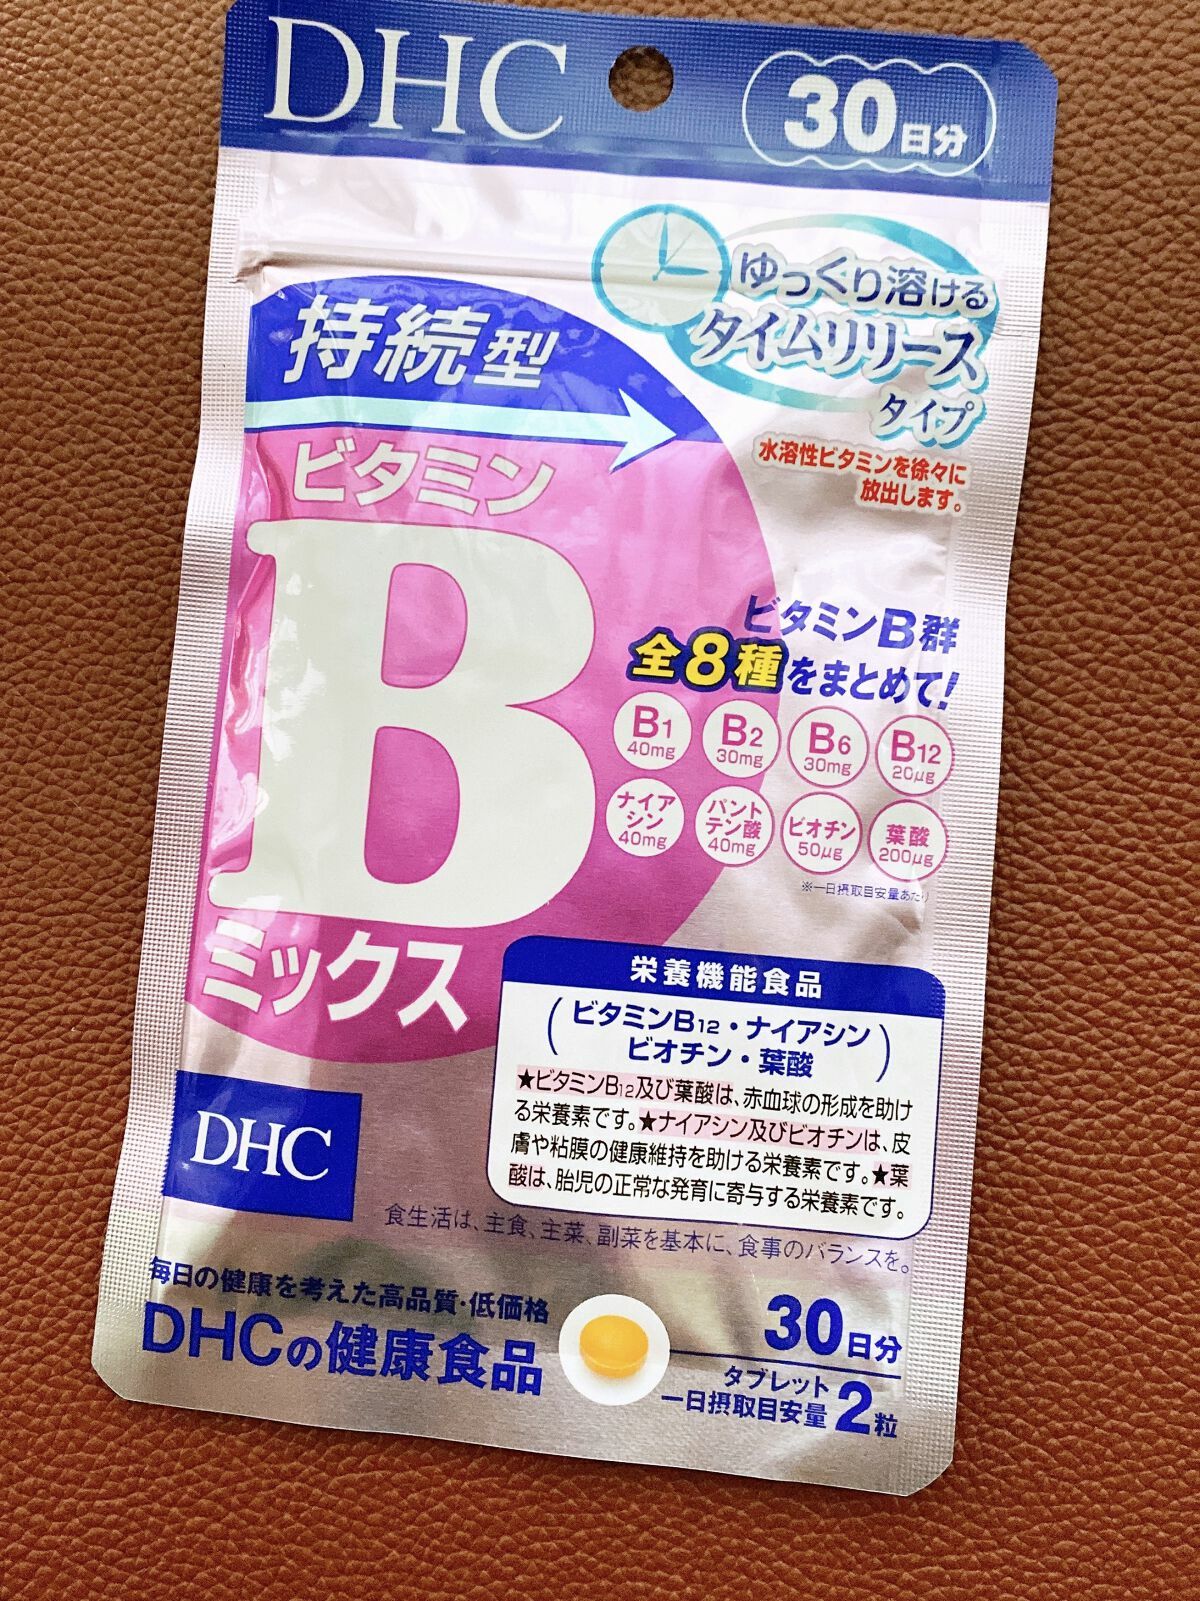 DHC
30日分
ゆっくり溶ける
タイムリリース
タイプ
水溶性ビタミンを徐々に
放出します。
持続型
ビタミン
B
ミックス
ビタミンB群
全8種をまとめて!
B1
40mg
B2
30mg
B6
30mg
B12
20μg
ナイア
シン
40mg
パント
テン酸
40mg
ビオチン
50μg
葉酸
200μg
※一日摂取目安量あたり
栄養機能食品
(ビタミンB12・ナイアシン
ビオチン・葉酸)
★ビタミンB12及び葉酸は、赤血球の形成を助け
る栄養素です。★ナイアシン及びビオチンは、皮
膚や粘膜の健康維持を助ける栄養素です。★葉
酸は、胎児の正常な発育に寄与する栄養素です。
DHC
食生活は、主食、主菜、副菜を基本に、食事のバランスを。
毎日の健康を考えた高品質・低価格
DHCの健康食品
30日分
タブレット
一日摂取目安量2粒